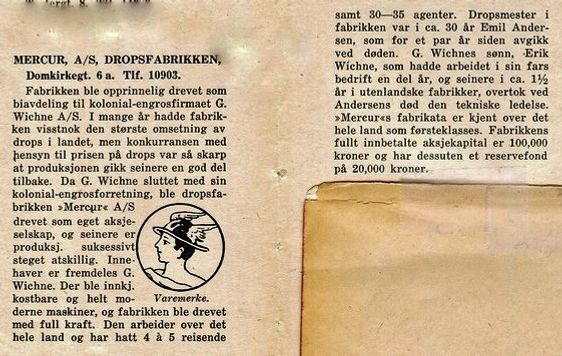 MERCUR, A/S, DROPSFABRIKKEN,
Domkirkegt. 6 a. Tlf. 10903.
Fabrikken ble opprinnelig drevet som
biavdeling til kolonial-engrosfirmaet G.
Wichne A/S. I mange år hadde fabrik-
ken visstnok den største omsetning av
drops i landet, men konkurransen med
hensyn til prisen på drops var så skarp
at produksjonen gikk seinere en god del
tilbake. Da G. Wichne sluttet med sin
kolonial-engrosforretning, ble dropsfa-
brikken »Mercur« A/S
drevet som eget aksje-
selskap, og seinere er
produksj. suksessivt
steget atskillig. Inne-
haver er fremdeles G.
Wichne. Der ble innkj.
kostbare og helt mo-
derne maskiner, og fabrikken ble drevet
med full kraft. Den arbeider over det
hele land og har hatt 4 à 5 reisende
Varemerke.
samt 30—35 agenter. Dropsmester i
fabrikken var i ca. 30 år Emil Ander-
sen, som for et par år siden avgikk
ved døden. G. Wichnes sønn, Erik
Wichne, som hadde arbeidet i sin fars
bedrift en del år, og seinere i ca. 1½
år i utenlandske fabrikker, overtok ved
Andersens død den tekniske ledelse.
»Mercur«s fabrikata er kjent over det
hele land som førsteklasses. Fabrikkens
fullt innbetalte aksjekapital er 100,000
kroner og har dessuten et reservefond
på 20,000 kroner.